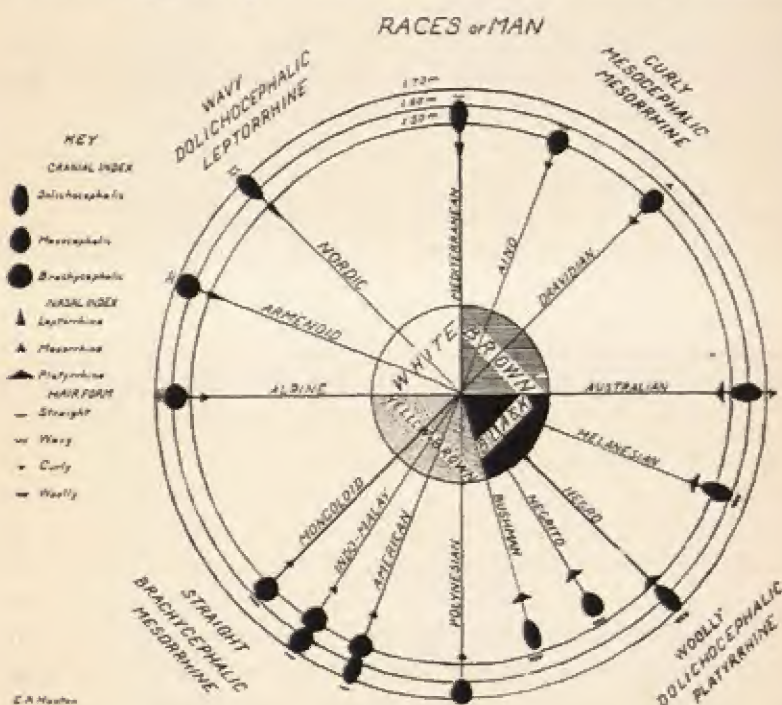 RACES of MAN
WAVY
DOLICHOCEPHALIC
LEPTORRHINE
CURLY
MESOCEPHALIC
MESORRHINE
1.70m
1.60m
1.50m
KEY
CRANIAL INDEX
Dolichocephalic
Mesocephalic
Brachycephalic
NASAL INDEX
Leptorrhine
Mesorrhine
Platyrrhine
HAIR FORM
Straight
Wavy
Curly
Woolly
NORDIC
ARMENOID
ALPINE
MEDITERRANEAN
AINO
DRAVIDIAN
AUSTRALIAN
MELANESIAN
NEGRO
NEGRITO
BUSHMAN
POLYNESIAN
AMERICAN
INDO-MALAY
MONGOLOID
WHITE
BROWN
YELLOW BROWN
STRAIGHT
BRACHYCEPHALIC
MESORRHINE
WOOLLY
DOLICHOCEPHALIC
PLATYRRHINE